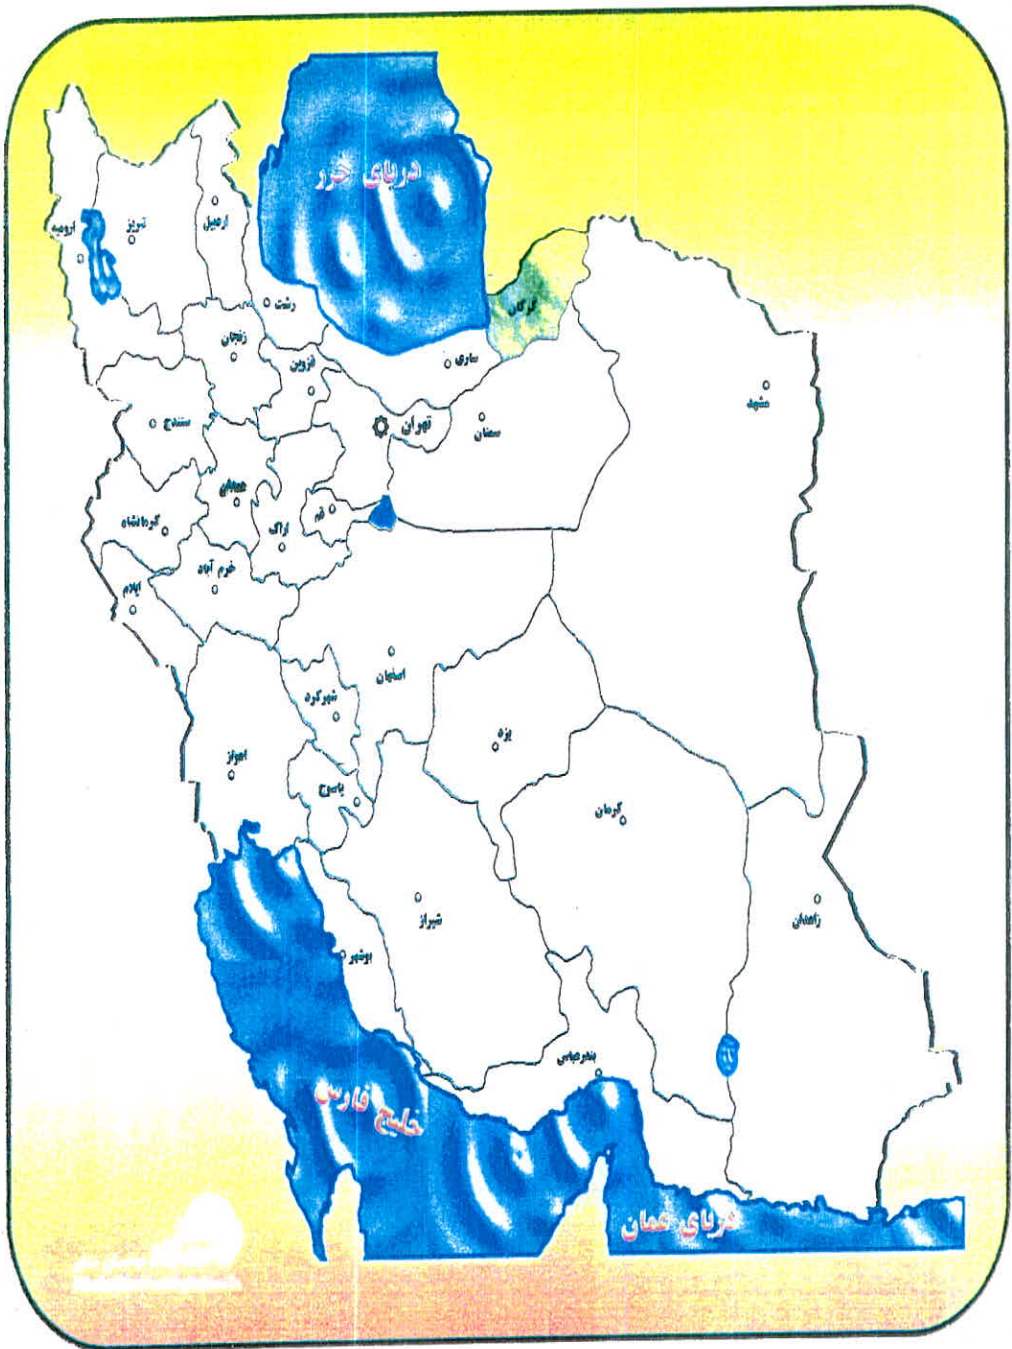 دریای خزر
ارومیه
تبریز
اردبیل
رشت
گرگان
زنجان
قزوین
ساری
مشهد
تهران
سمنان
سنندج
همدان
قم
کرمانشاه
اراک
خرم آباد
ایلام
اصفهان
شهرکرد
یزد
اهواز
یاسوج
کرمان
شیراز
زاهدان
بوشهر
بندرعباس
خلیج فارس
دریای عمان